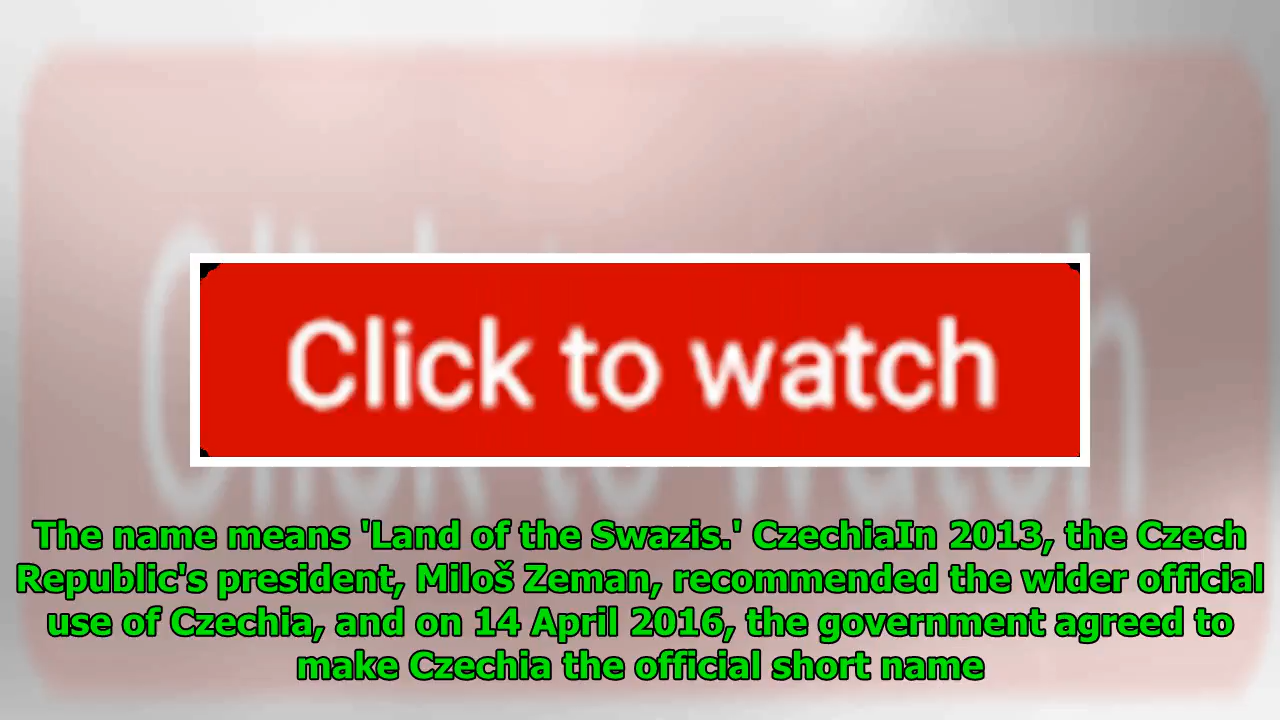 Click to watch
The name means 'Land of the Swazis.' CzechiaIn 2013, the Czech
Republic's president, Miloš Zeman, recommended the wider official
use of Czechia, and on 14 April 2016, the government agreed to
make Czechia the official short name